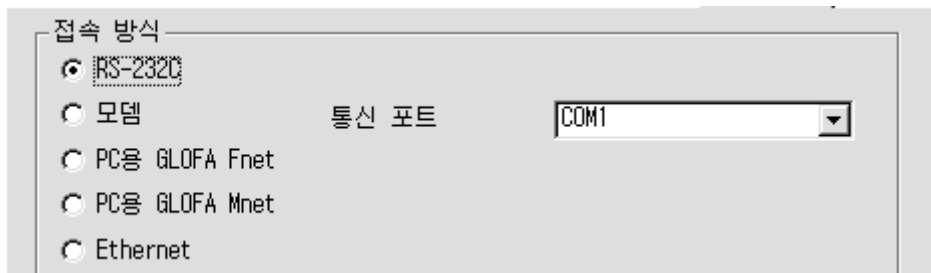 접속 방식
RS-232C
모뎀
통신 포트 COM1
PC용 GLOFA Fnet
PC용 GLOFA Mnet
Ethernet